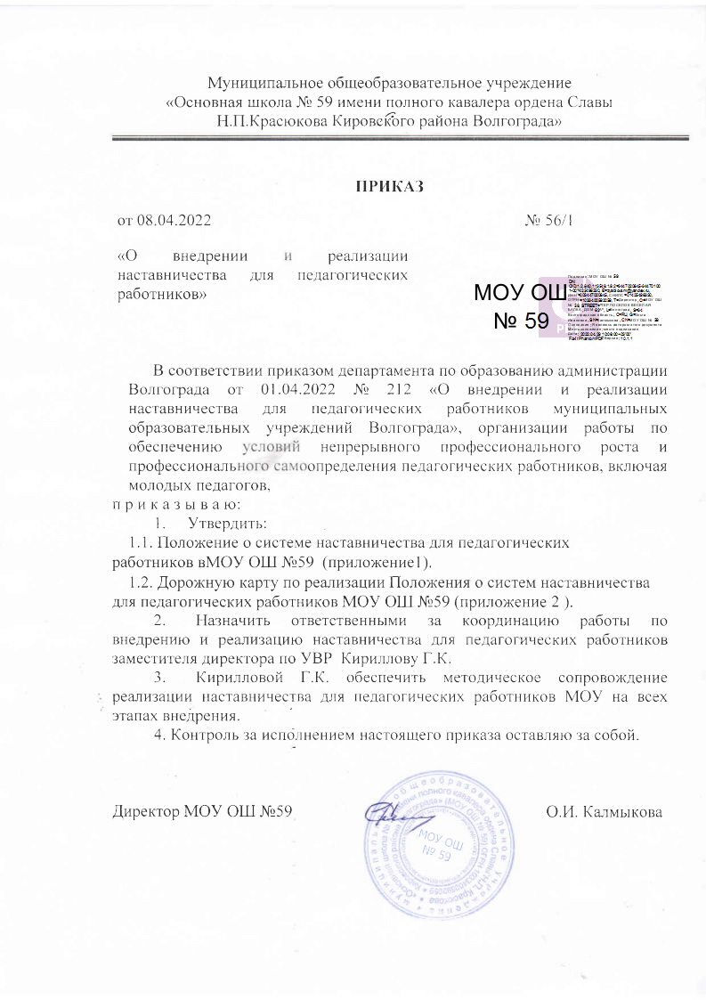 Муниципальное общеобразовательное учреждение
«Основная школа № 59 имени полного кавалера ордена Славы
Н.П.Красюкова Кировского района Волгограда»
ПРИКАЗ
от 08.04.2022 № 56/1
«О внедрении и реализации
наставничества для педагогических
работников»
МОУ ОШ
№ 59
В соответствии приказом департамента по образованию администрации
Волгограда от 01.04.2022 № 212 «О внедрении и реализации
наставничества для педагогических работников муниципальных
образовательных учреждений Волгограда», организации работы по
обеспечению условий непрерывного профессионального роста и
профессионального самоопределения педагогических работников, включая
молодых педагогов,
п р и к а з ы в а ю:
1. Утвердить:
1.1. Положение о системе наставничества для педагогических
работников вМОУ ОШ №59 (приложение1).
1.2. Дорожную карту по реализации Положения о систем наставничества
для педагогических работников МОУ ОШ №59 (приложение 2 ).
2. Назначить ответственными за координацию работы по
внедрению и реализацию наставничества для педагогических работников
заместителя директора по УВР Кириллову Г.К.
3. Кирилловой Г.К. обеспечить методическое сопровождение
реализации наставничества для педагогических работников МОУ на всех
этапах внедрения.
4. Контроль за исполнением настоящего приказа оставляю за собой.
Директор МОУ ОШ №59 О.И. Калмыкова
МОУ ОШ
№ 59